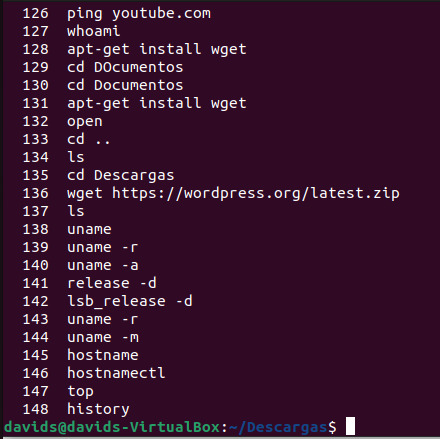 126 ping youtube.com
127 whoami
128 apt-get install wget
129 cd DOcumentos
130 cd Documentos
131 apt-get install wget
132 open
133 cd ..
134 ls
135 cd Descargas
136 wget https://wordpress.org/latest.zip
137 ls
138 uname
139 uname -r
140 uname -a
141 release -d
142 lsb_release -d
143 uname -r
144 uname -m
145 hostname
146 hostnamectl
147 top
148 history
davids@davids-VirtualBox:~/Descargas$